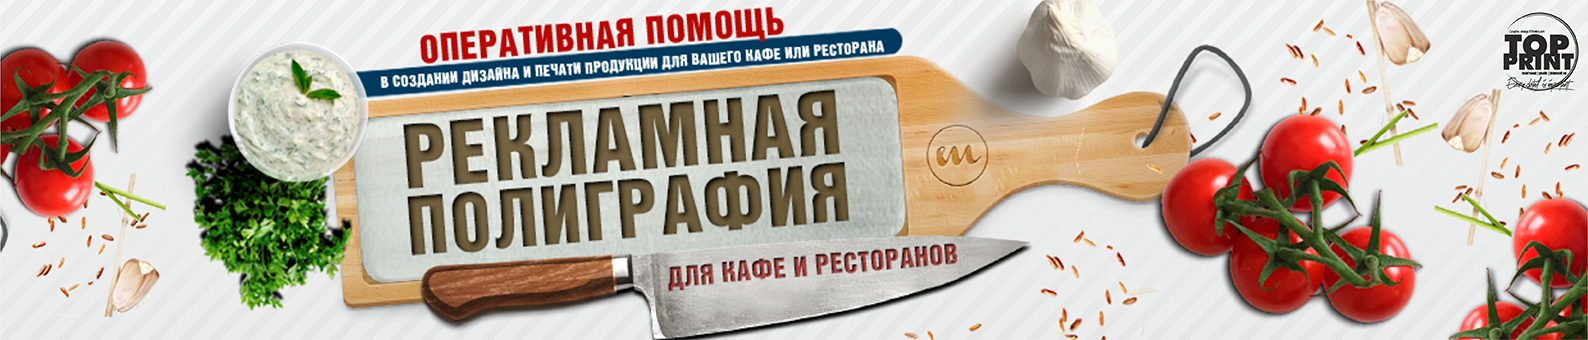 ОПЕРАТИВНАЯ ПОМОЩЬ
В СОЗДАНИИ ДИЗАЙНА И ПЕЧАТИ ПРОДУКЦИИ ДЛЯ ВАШЕГО КАФЕ ИЛИ РЕСТОРАНА
РЕКЛАМНАЯ
ПОЛИГРАФИЯ
ДЛЯ КАФЕ И РЕСТОРАНОВ
TOP
PRINT